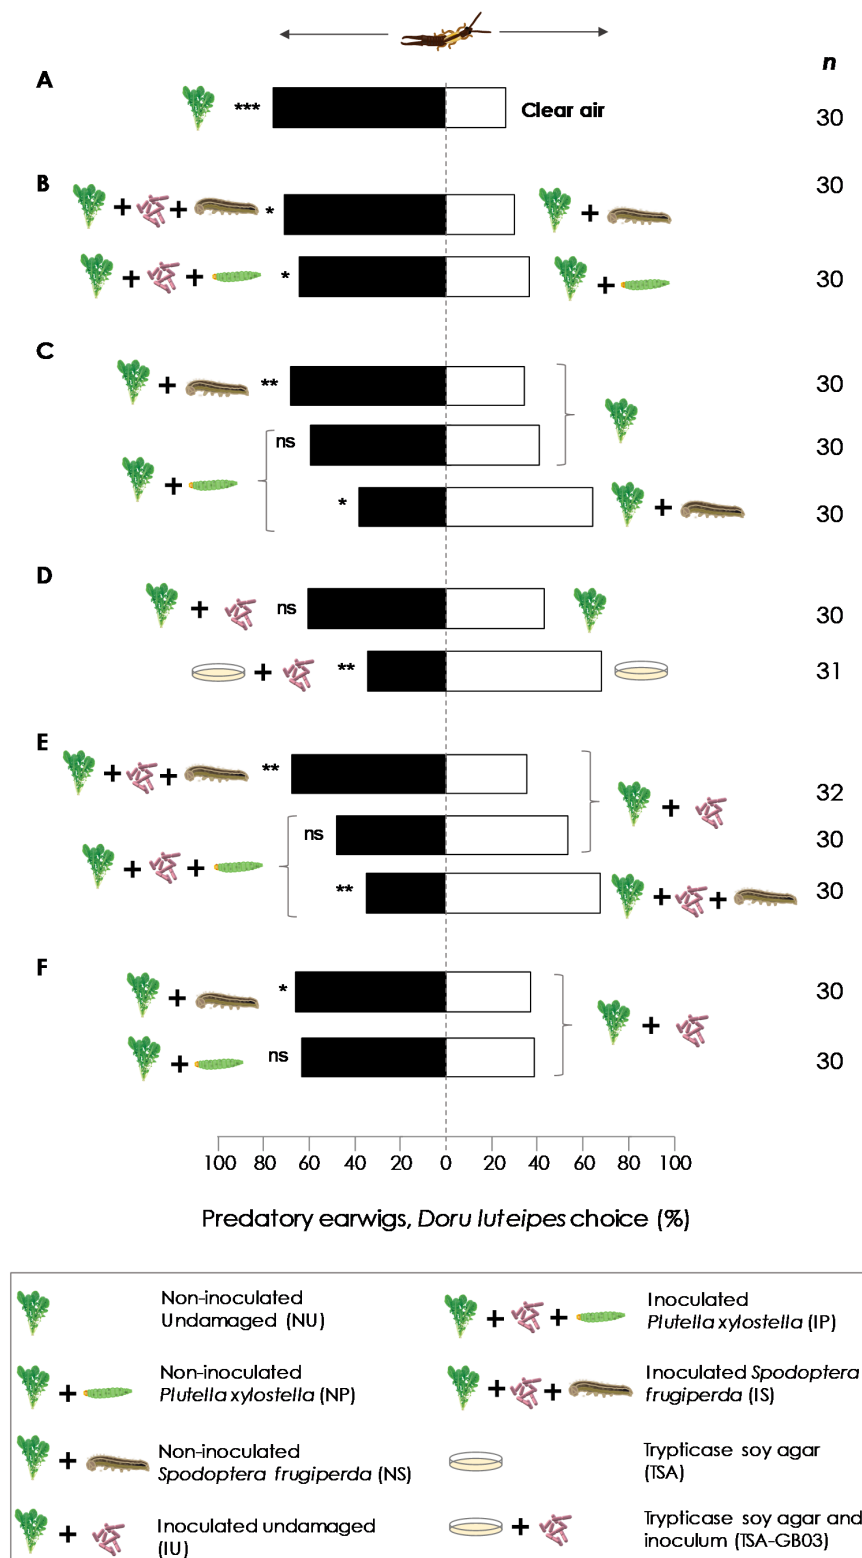 n
A
*** Clear air 30
B
* 30
* 30
C
** 30
ns 30
* 30
D
ns 30
** 31
E
** 32
ns 30
** 30
F
* 30
ns 30
100 80 60 40 20 0 20 40 60 80 100
Predatory earwigs, Doru luteipes choice (%)
Non-inoculated
Undamaged (NU)
Non-inoculated
Plutella xylostella (NP)
Non-inoculated
Spodoptera frugiperda (NS)
Inoculated undamaged
(IU)
Inoculated
Plutella xylostella (IP)
Inoculated Spodoptera
frugiperda (IS)
Trypticase soy agar
(TSA)
Trypticase soy agar and
inoculum (TSA-GB03)